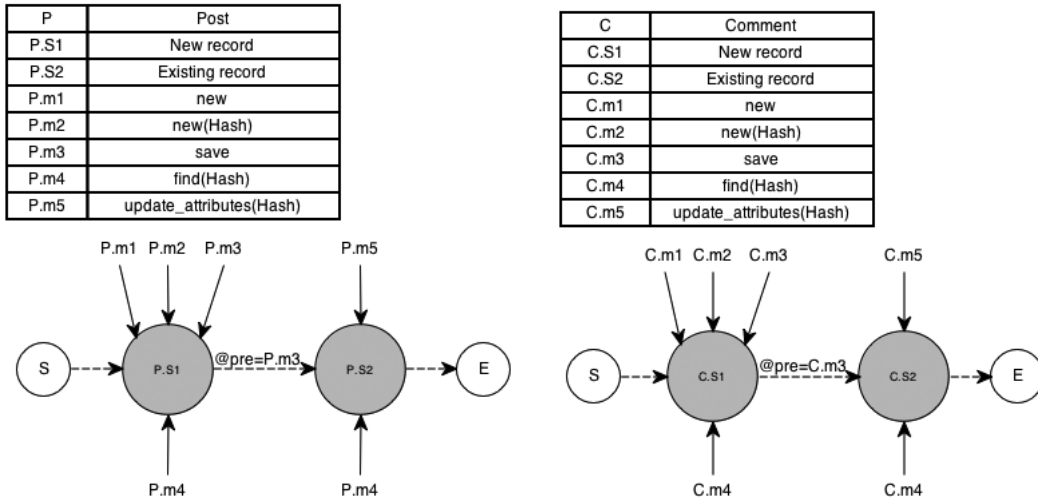 P Post
P.S1 New record
P.S2 Existing record
P.m1 new
P.m2 new(Hash)
P.m3 save
P.m4 find(Hash)
P.m5 update_attributes(Hash)
P.m1 P.m2 P.m3 P.m5
S P.S1 @pre=P.m3 P.S2 E
P.m4 P.m4
C Comment
C.S1 New record
C.S2 Existing record
C.m1 new
C.m2 new(Hash)
C.m3 save
C.m4 find(Hash)
C.m5 update_attributes(Hash)
C.m1 C.m2 C.m3 C.m5
S C.S1 @pre=C.m3 C.S2 E
C.m4 C.m4